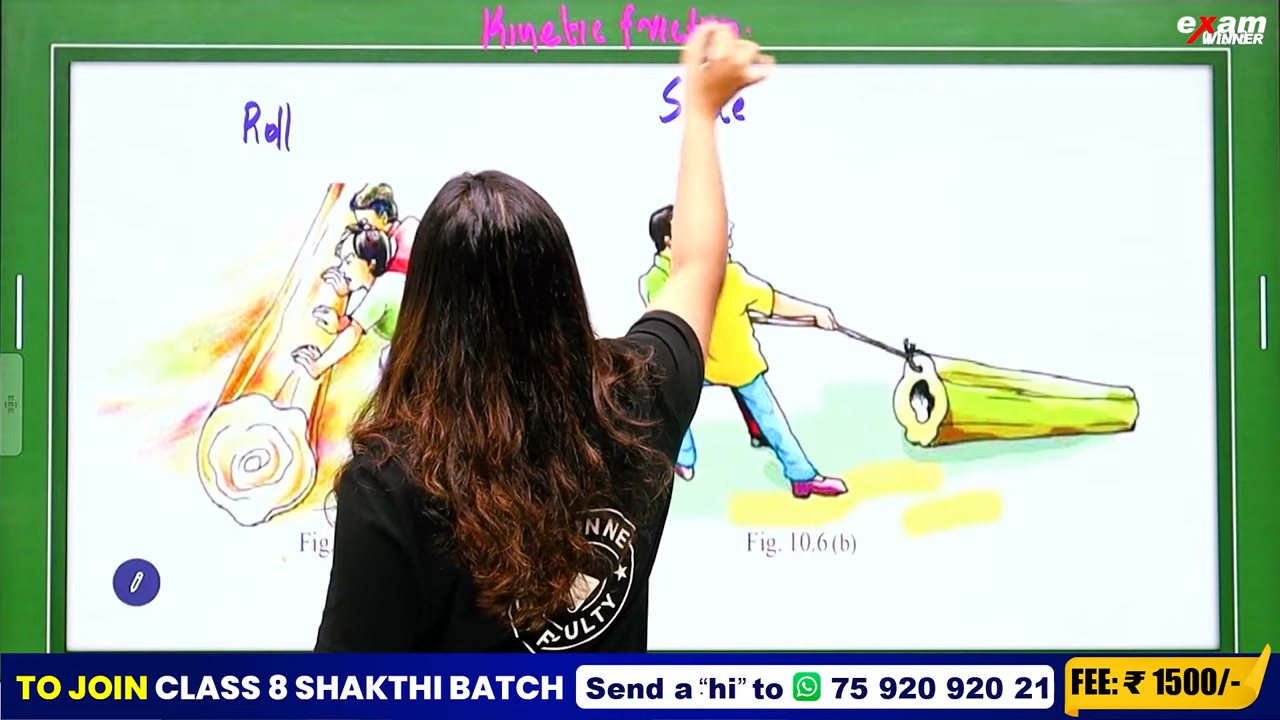 Kinetic
exam
WINNER
Roll
Fig.
Fig. 10.6 (b)
TO JOIN CLASS 8 SHAKTHI BATCH
Send a “hi” to 75 920 920 21
FEE: ₹ 1500/-